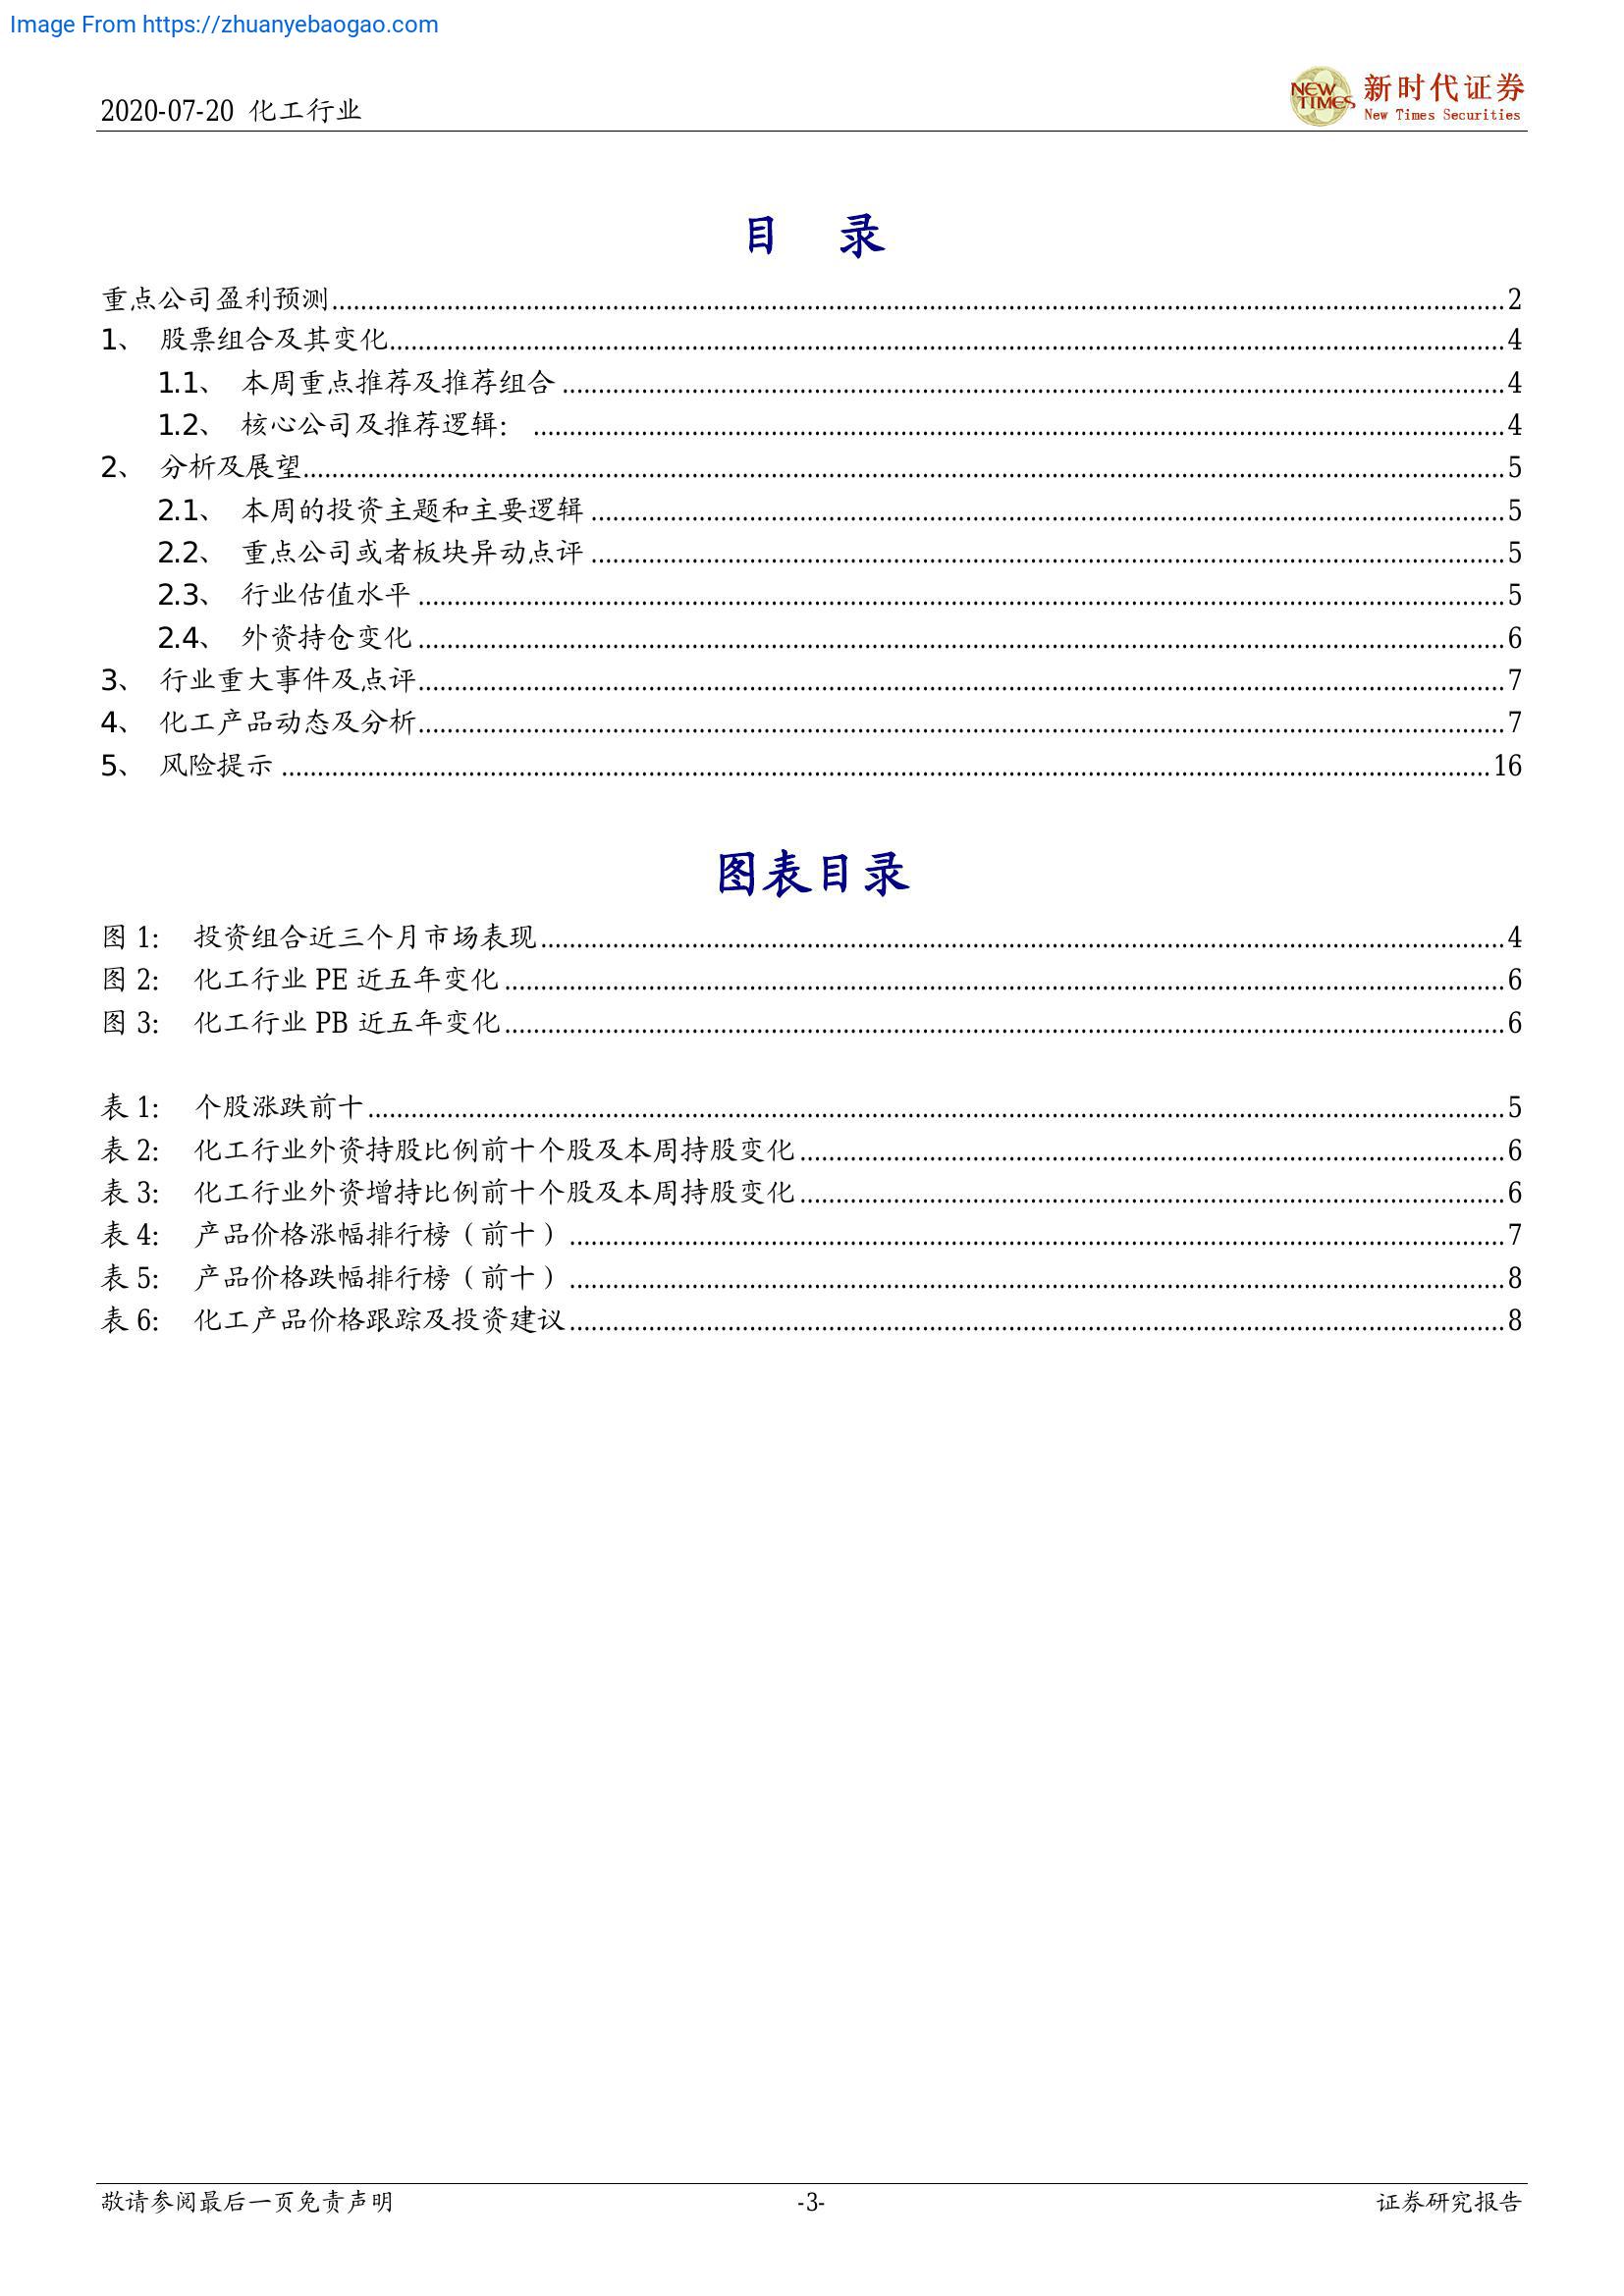 Image From https://zhuanyebaogao.com
2020-07-20 化工行业
NEW TIMES
新时代证券
New Times Securities
目 录
重点公司盈利预测 2
1、 股票组合及其变化 4
1.1、 本周重点推荐及推荐组合 4
1.2、 核心公司及推荐逻辑： 4
2、 分析及展望 5
2.1、 本周的投资主题和主要逻辑 5
2.2、 重点公司或者板块异动点评 5
2.3、 行业估值水平 5
2.4、 外资持仓变化 6
3、 行业重大事件及点评 7
4、 化工产品动态及分析 7
5、 风险提示 16
图表目录
图 1： 投资组合近三个月市场表现 4
图 2： 化工行业 PE 近五年变化 6
图 3： 化工行业 PB 近五年变化 6
表 1： 个股涨跌前十 5
表 2： 化工行业外资持股比例前十个股及本周持股变化 6
表 3： 化工行业外资增持比例前十个股及本周持股变化 6
表 4： 产品价格涨幅排行榜（前十） 7
表 5： 产品价格跌幅排行榜（前十） 8
表 6： 化工产品价格跟踪及投资建议 8
敬请参阅最后一页免责声明 -3- 证券研究报告